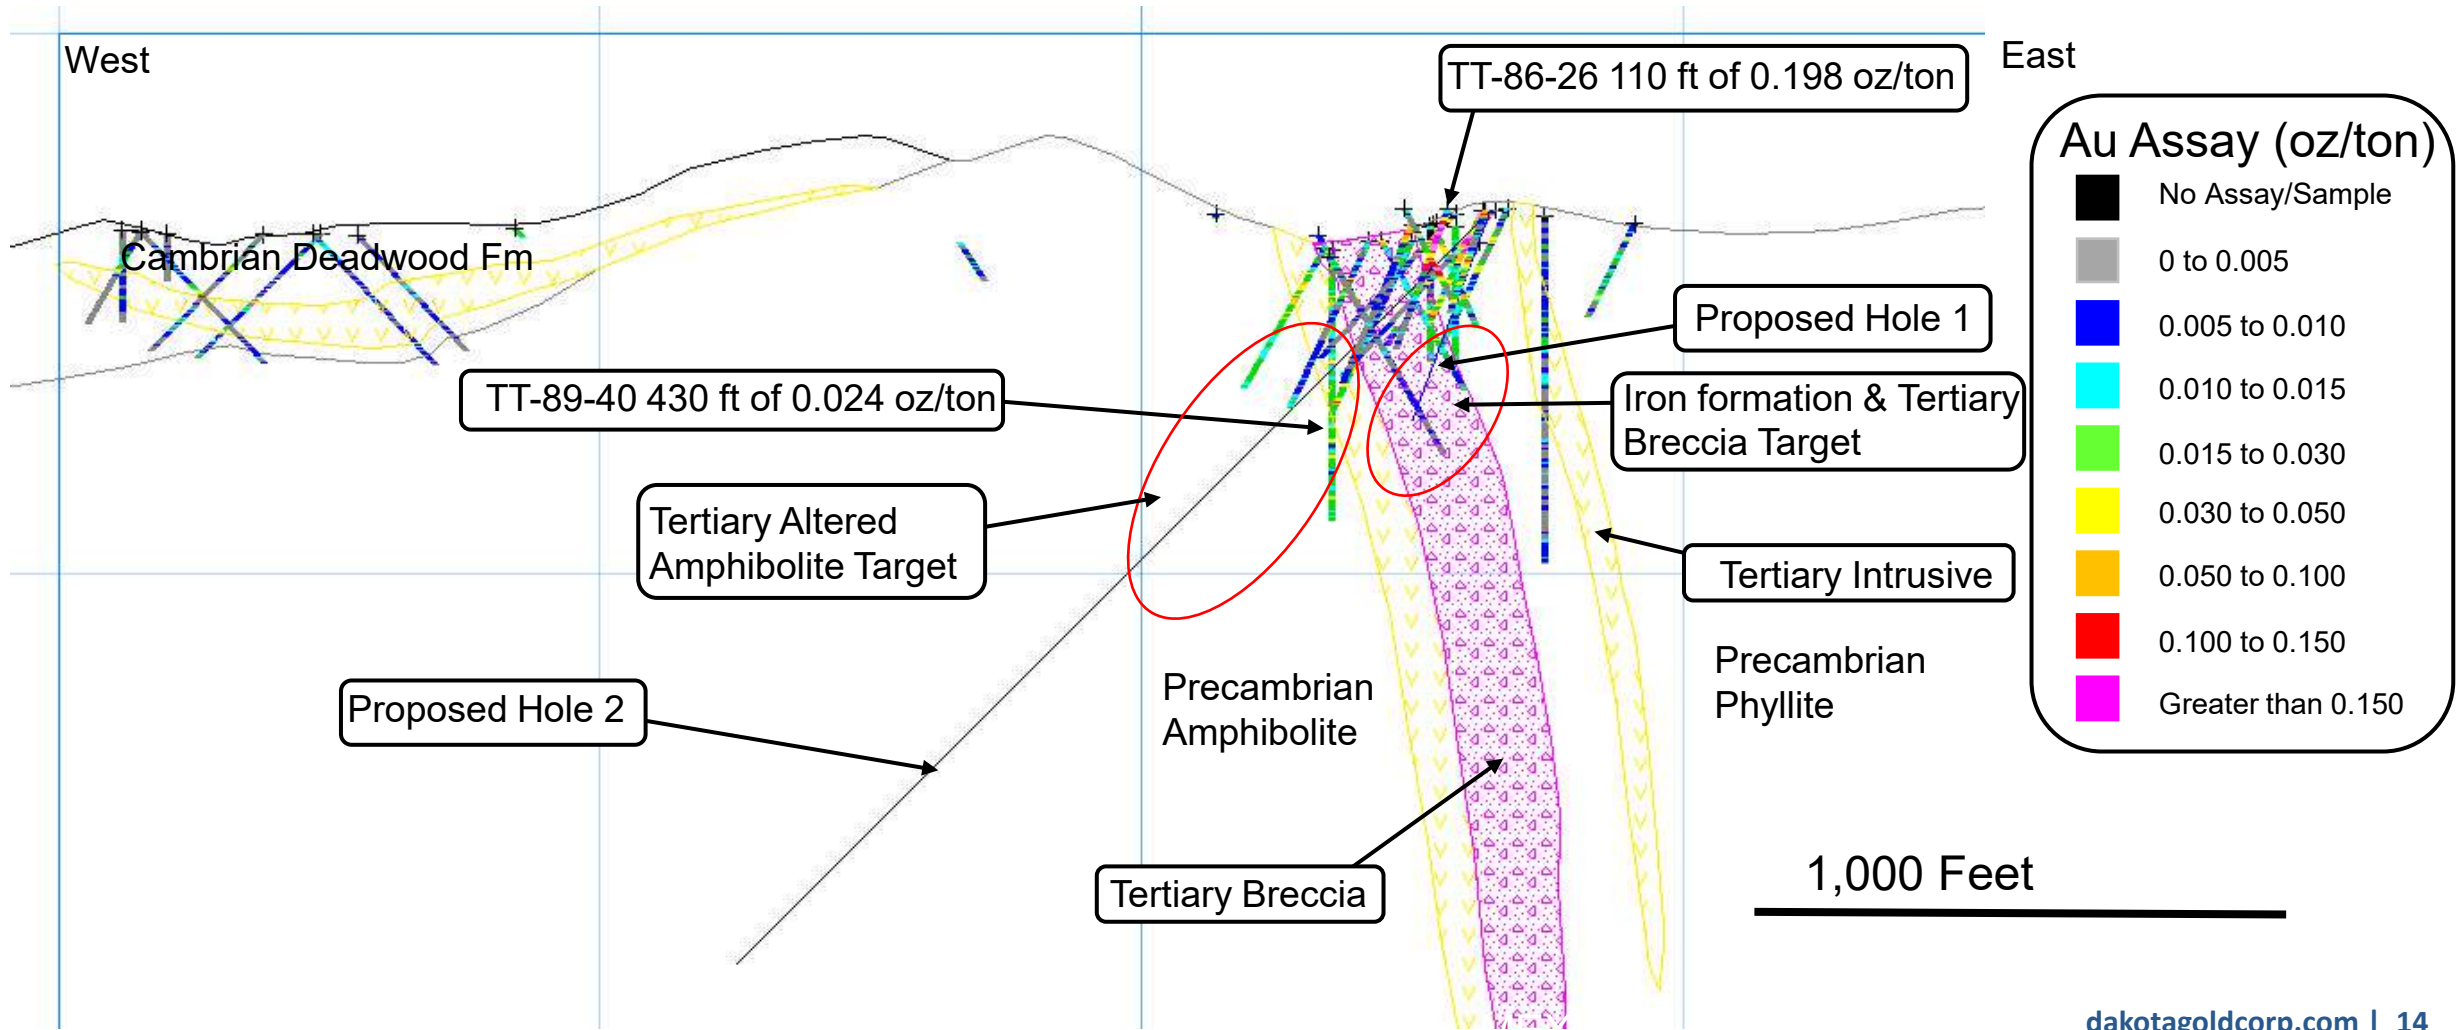 West
East
TT-86-26 110 ft of 0.198 oz/ton
Au Assay (oz/ton)
No Assay/Sample
0 to 0.005
0.005 to 0.010
0.010 to 0.015
0.015 to 0.030
0.030 to 0.050
0.050 to 0.100
0.100 to 0.150
Greater than 0.150
Cambrian Deadwood Fm
Proposed Hole 1
TT-89-40 430 ft of 0.024 oz/ton
Iron formation & Tertiary
Breccia Target
Tertiary Altered
Amphibolite Target
Tertiary Intrusive
Proposed Hole 2
Precambrian
Amphibolite
Precambrian
Phyllite
Tertiary Breccia
1,000 Feet
dakotagoldcorp.com | 14